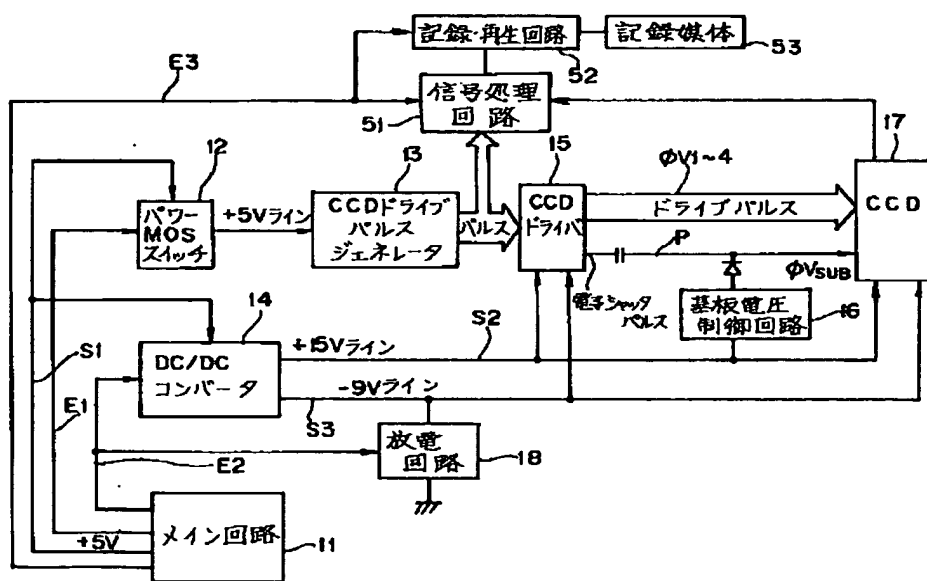 記録・再生回路
52
記録媒体
53
E3
信号処理
回路
51
12
パワー
MOS
スイッチ
+5Vライン
13
CCDドライブ
パルス
ジェネレータ
パルス
15
CCD
ドライバ
ΦV1~4
ドライブパルス
17
CCD
P
ΦVSUB
電子シャッタ
パルス
基板電圧
制御回路
16
14
DC/DC
コンバータ
+15Vライン
S2
-9Vライン
S3
S1
E1
E2
放電
回路
18
+5V
メイン回路
11